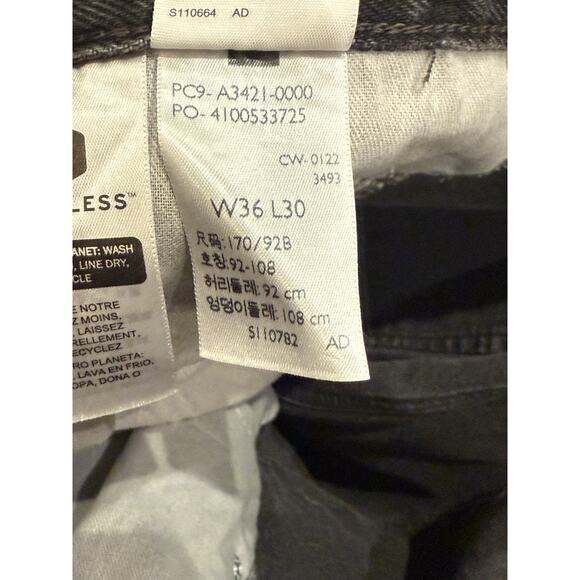 S110664 AD
PC9- A3421-0000
PO- 4100533725
CW-0122
3493
W36 L30
尺码: 170/92B
호칭: 92-108
허리둘레: 92 cm
엉덩이둘레: 108 cm
S110782 AD
LESS™
ANET: WASH
, LINE DRY,
CLE
E NOTRE
Z MOINS,
LAISSEZ
RELLEMENT,
ECYCLEZ
RO PLANETA:
LAVA EN FRIO,
OPA, DONA O